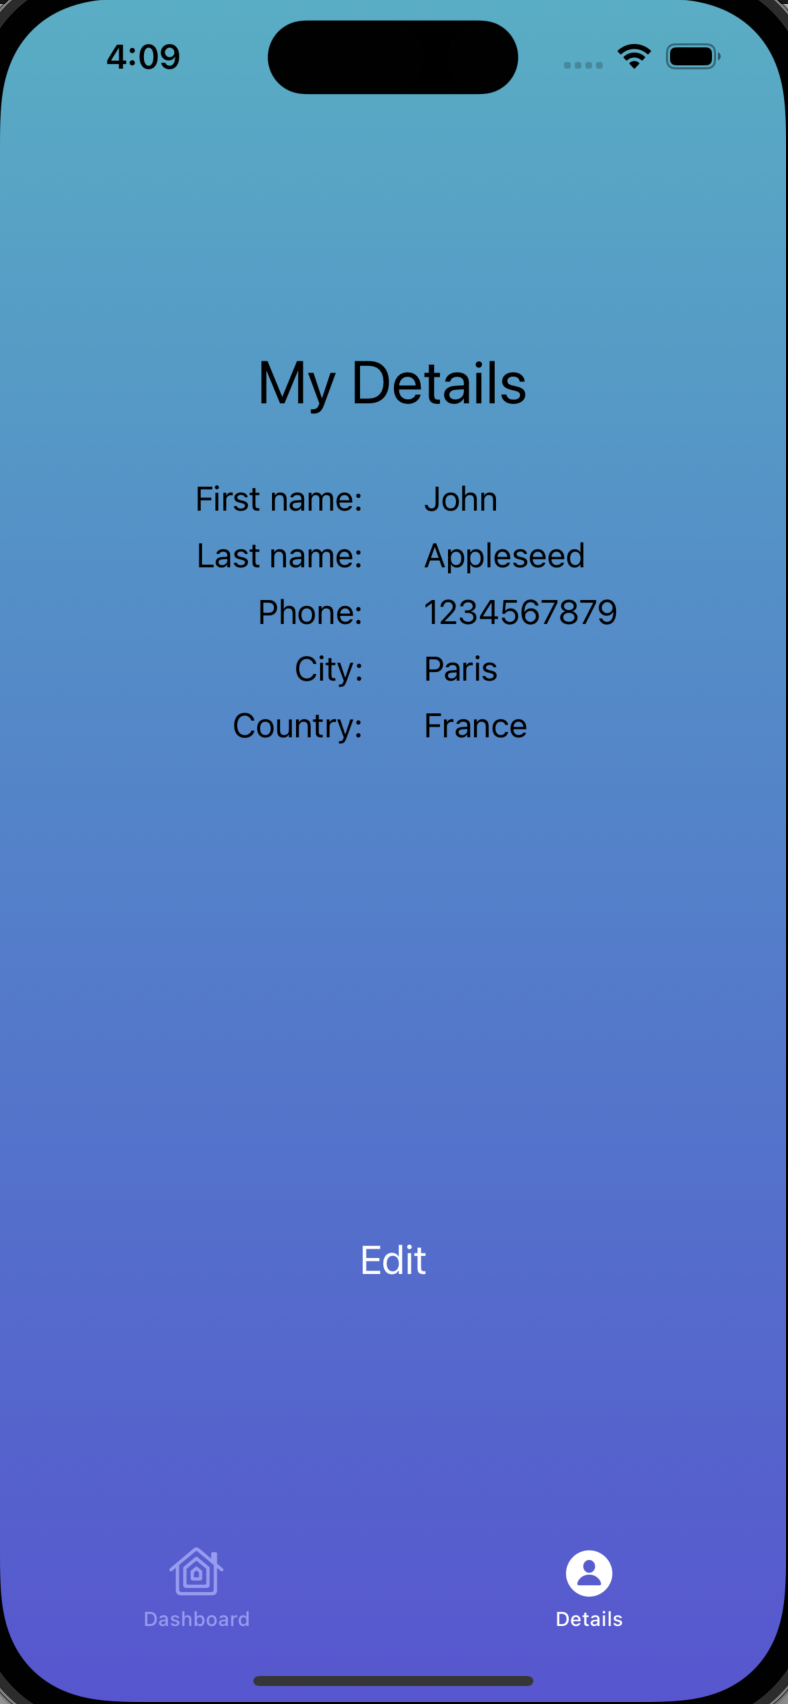 4:09
My Details
First name: John
Last name: Appleseed
Phone: 1234567879
City: Paris
Country: France
Edit
Dashboard Details